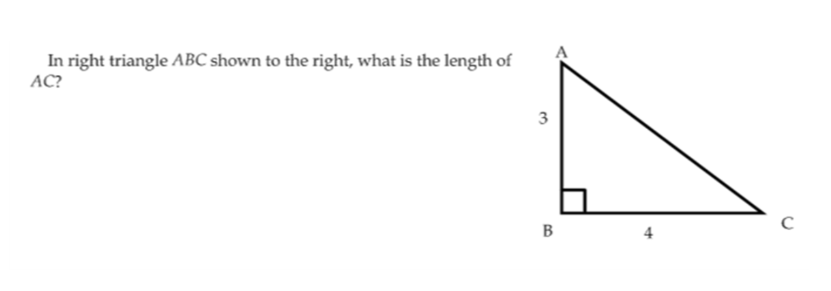 In right triangle ABC shown to the right, what is the length of
AC?
A
3
B
4
C